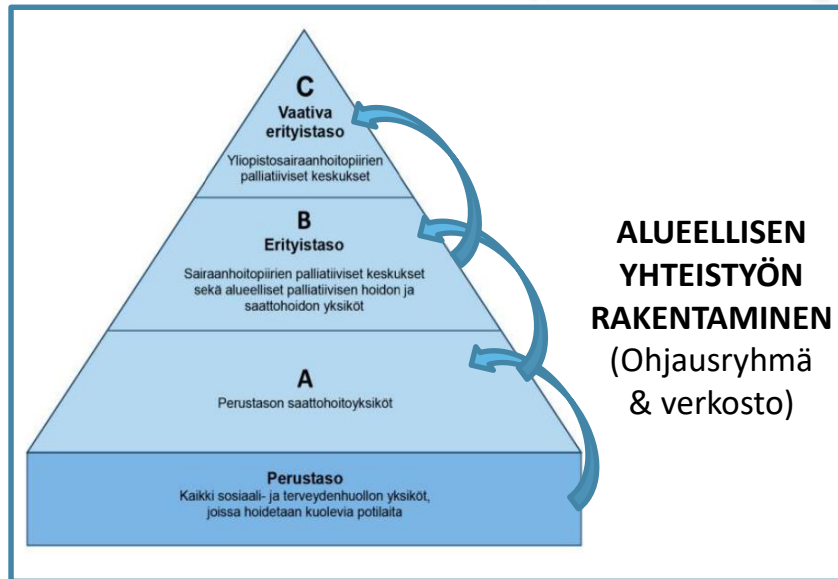 C
Vaativa
erityistaso
Yliopistosairaanhoitopiirien
palliatiiviset keskukset
B
Erityistaso
Sairaanhoitopiirien palliatiiviset keskukset
sekä alueelliset palliatiivisen hoidon ja
saattohoidon yksiköt
A
Perustason saattohoitoyksiköt
Perustaso
Kaikki sosiaali- ja terveydenhuollon yksiköt,
joissa hoidetaan kuolevia potilaita
ALUEELLISEN
YHTEISTYÖN
RAKENTAMINEN
(Ohjausryhmä
& verkosto)